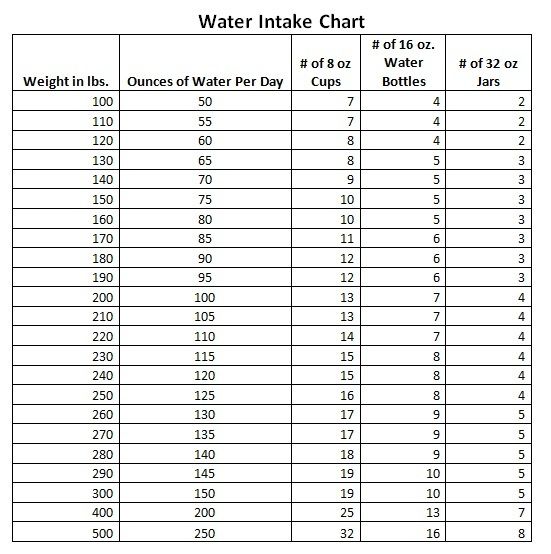 Water Intake Chart
Weight in lbs. Ounces of Water Per Day # of 8 oz Cups # of 16 oz. Water Bottles # of 32 oz Jars
100 50 7 4 2
110 55 7 4 2
120 60 8 4 2
130 65 8 5 3
140 70 9 5 3
150 75 10 5 3
160 80 10 5 3
170 85 11 6 3
180 90 12 6 3
190 95 12 6 3
200 100 13 7 4
210 105 13 7 4
220 110 14 7 4
230 115 15 8 4
240 120 15 8 4
250 125 16 8 4
260 130 17 9 5
270 135 17 9 5
280 140 18 9 5
290 145 19 10 5
300 150 19 10 5
400 200 25 13 7
500 250 32 16 8